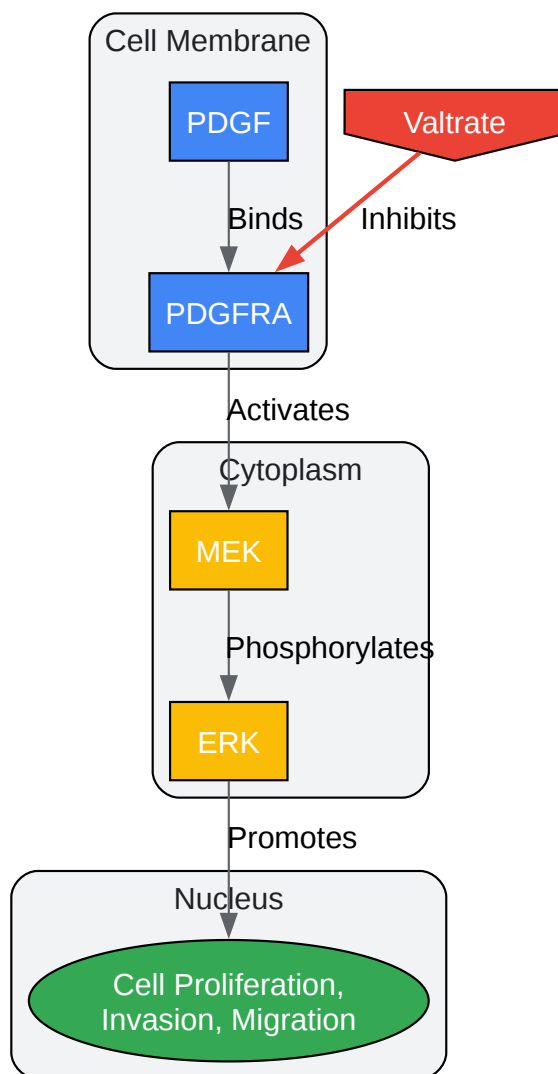 Cell Membrane
PDGF
Valtrate
Binds
Inhibits
PDGFRA
Activates
Cytoplasm
MEK
Phosphorylates
ERK
Promotes
Nucleus
Cell Proliferation,
Invasion, Migration